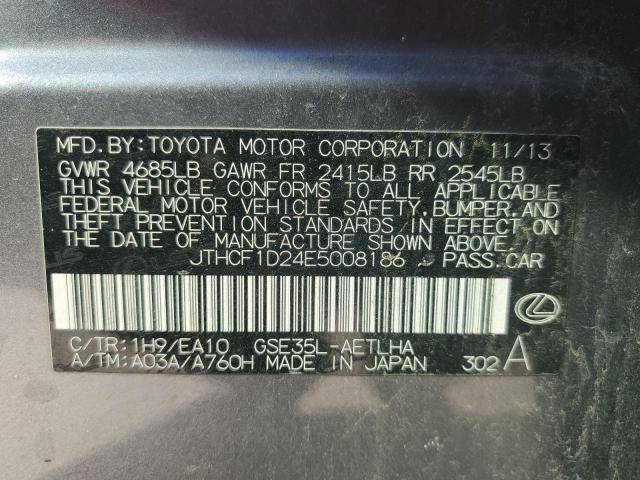 MFD.BY:TOYOTA MOTOR CORPORATION 11/13
GVWR 4685LB GAWR FR 2415LB RR 2545LB
THIS VEHICLE CONFORMS TO ALL APPLICABLE
FEDERAL MOTOR VEHICLE SAFETY,BUMPER,AND
THEFT PREVENTION STANDARDS IN EFFECT ON
THE DATE OF MANUFACTURE SHOWN ABOVE.
JTHCF1D24E5008186 PASS.CAR
C/TR:1H9/EA10 GSE35L-AETLHA
A/TM:A03A/A760H MADE IN JAPAN 302 A